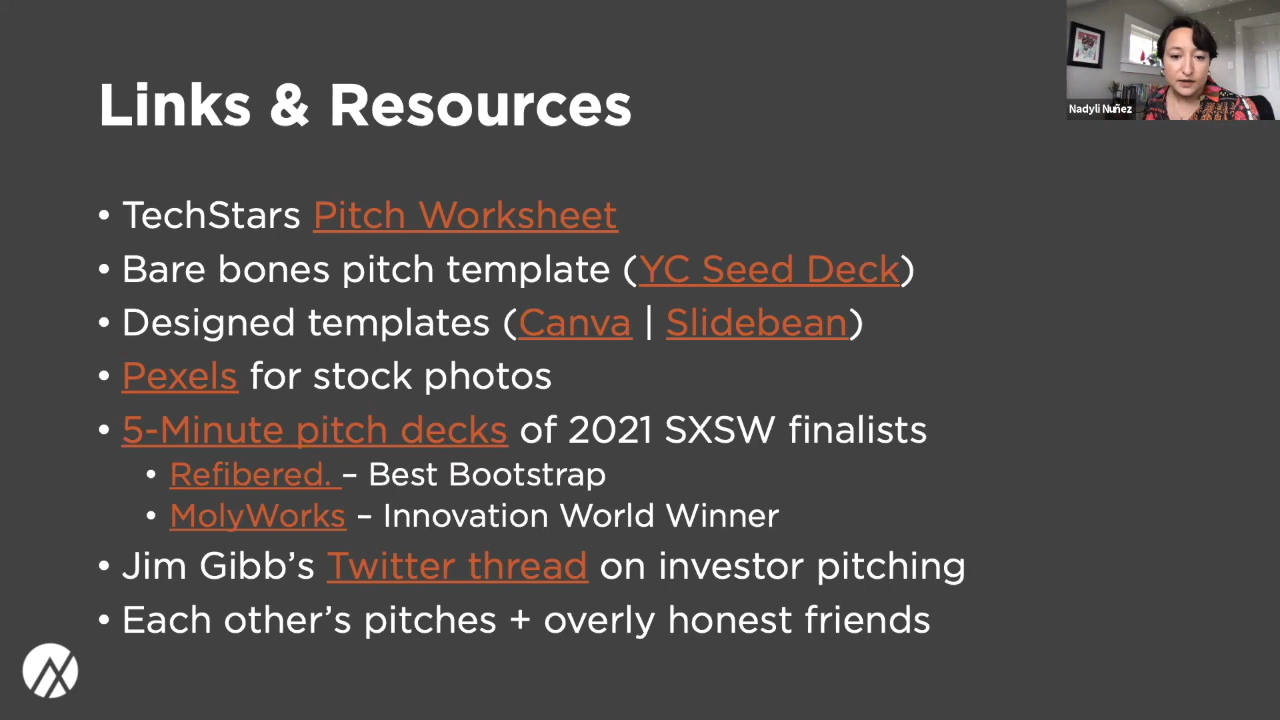 Links & Resources
Nadyli Nuñez
• TechStars Pitch Worksheet
• Bare bones pitch template (YC Seed Deck)
• Designed templates (Canva | Slidebean)
• Pexels for stock photos
• 5-Minute pitch decks of 2021 SXSW finalists
• Refibered. – Best Bootstrap
• MolyWorks – Innovation World Winner
• Jim Gibb’s Twitter thread on investor pitching
• Each other’s pitches + overly honest friends